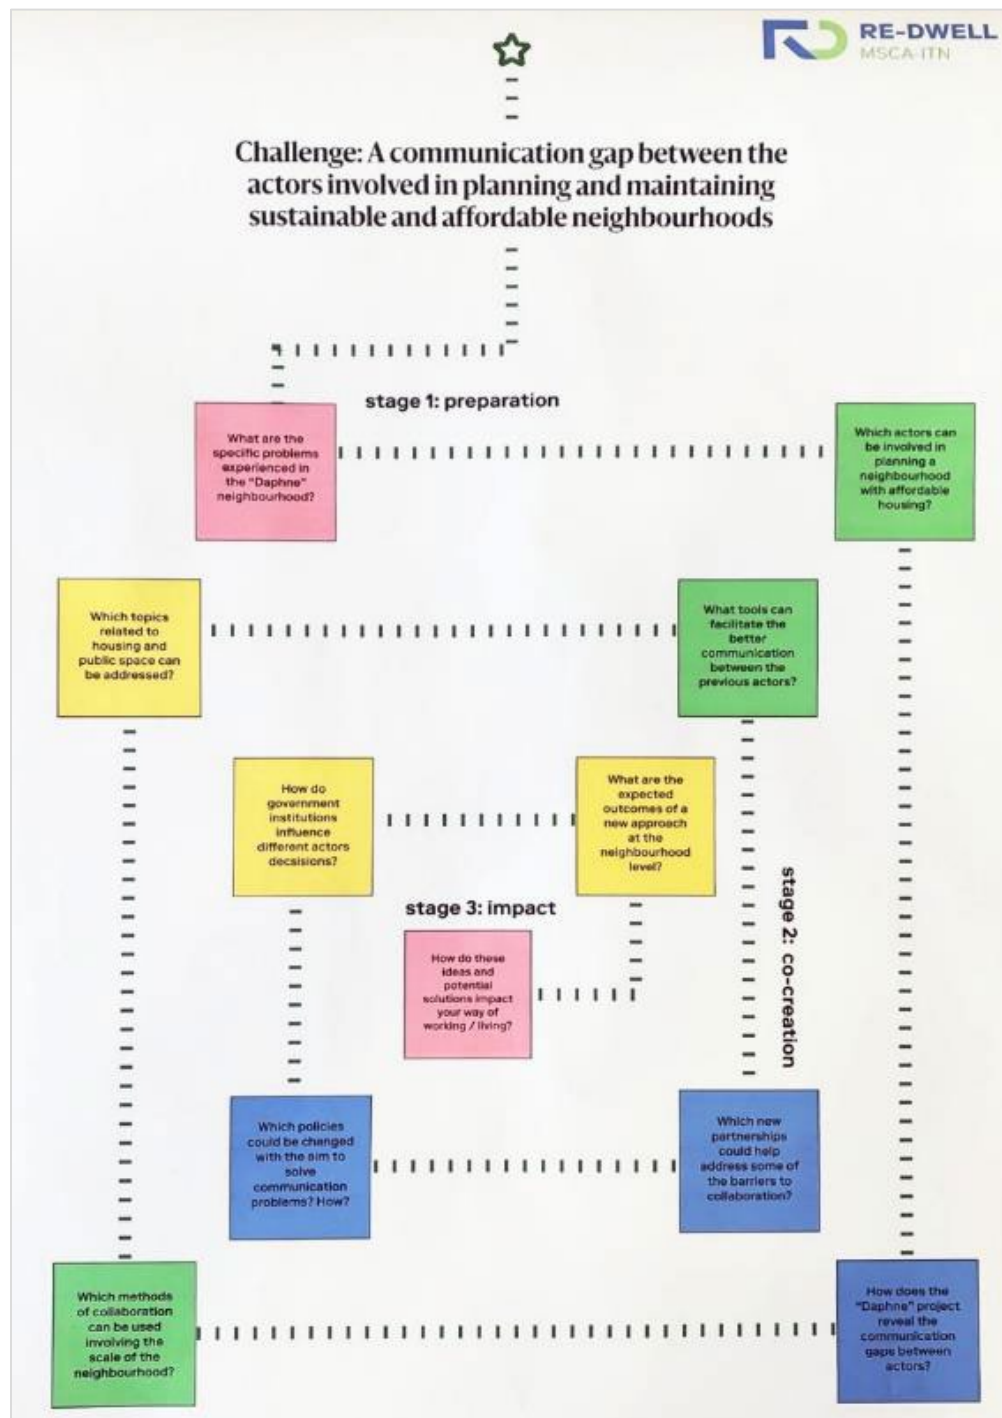 RE-DWELL
MSCA-ITN
Challenge: A communication gap between the
actors involved in planning and maintaining
sustainable and affordable neighbourhoods
stage 1: preparation
What are the
specific problems
experienced in
the "Daphne"
neighbourhood?
Which actors can
be involved in
planning a
neighbourhood
with affordable
housing?
Which topics
related to
housing and
public space can
be addressed?
What tools can
facilitate the
better
communication
between the
previous actors?
How do
government
institutions
influence
different actors
decsisions?
What are the
expected
outcomes of a
new approach
at the
neighbourhood
level?
stage 2: co-creation
stage 3: impact
How do these
ideas and
potential
solutions impact
your way of
working / living?
Which policies
could be changed
with the aim to
solve
communication
problems? How?
Which new
partnerships
could help
address some of
the barriers to
collaboration?
Which methods
of collaboration
can be used
involving the
scale of the
neighbourhood?
How does the
"Daphne" project
reveal the
communication
gaps between
actors?